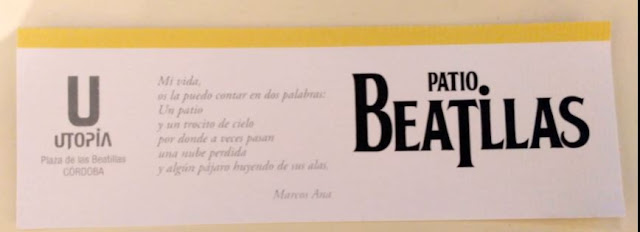 U
UTOPÍA
Plaza de las Beatillas
CÓRDOBA
Mi vida,
os la puedo contar en dos palabras:
Un patio
y un trocito de cielo
por donde a veces pasan
una nube perdida
y algún pájaro huyendo de sus alas.
Marcos Ana
PATIO
BEATiLLAS